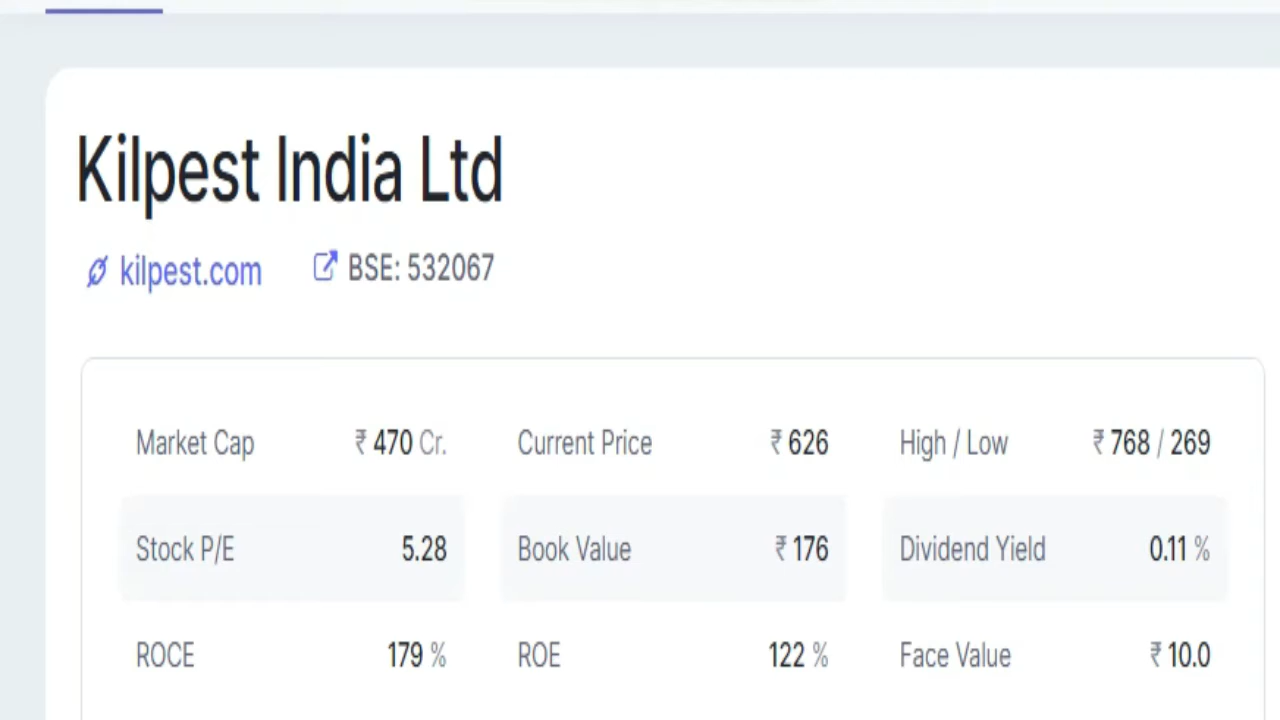 Kilpest India Ltd
kilpest.com BSE: 532067
Market Cap ₹ 470 Cr. Current Price ₹ 626 High / Low ₹ 768 / 269
Stock P/E 5.28 Book Value ₹ 176 Dividend Yield 0.11 %
ROCE 179 % ROE 122 % Face Value ₹ 10.0